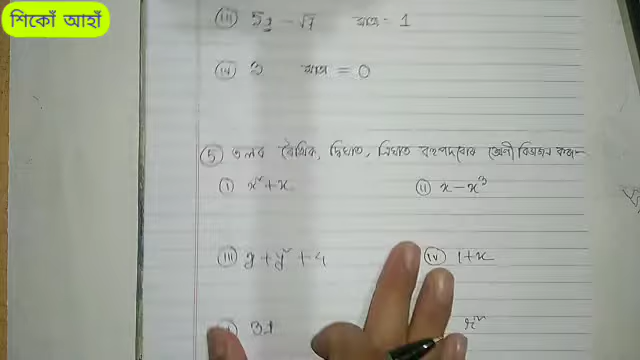 শিকোঁ আহাঁ
(iii) 5y − √7 মাত্ৰা = 1
(iv) 3 মাত্ৰা = 0
(5) তলৰ ৰৈখিক, দ্বিঘাত, ত্ৰিঘাত বহুপদবোৰ শ্ৰেণী বিভাজন কৰা—
(i) x² + x (ii) x − x³
(iii) y + y² + 4 (iv) 1 + x